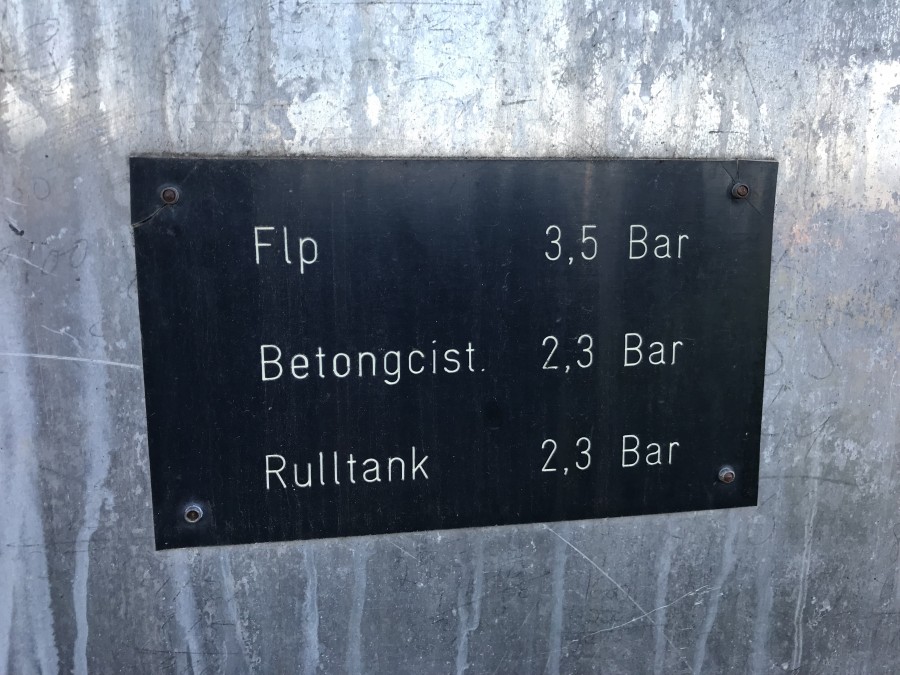 Flp 3,5 Bar
Betongcist. 2,3 Bar
Rulltank 2,3 Bar